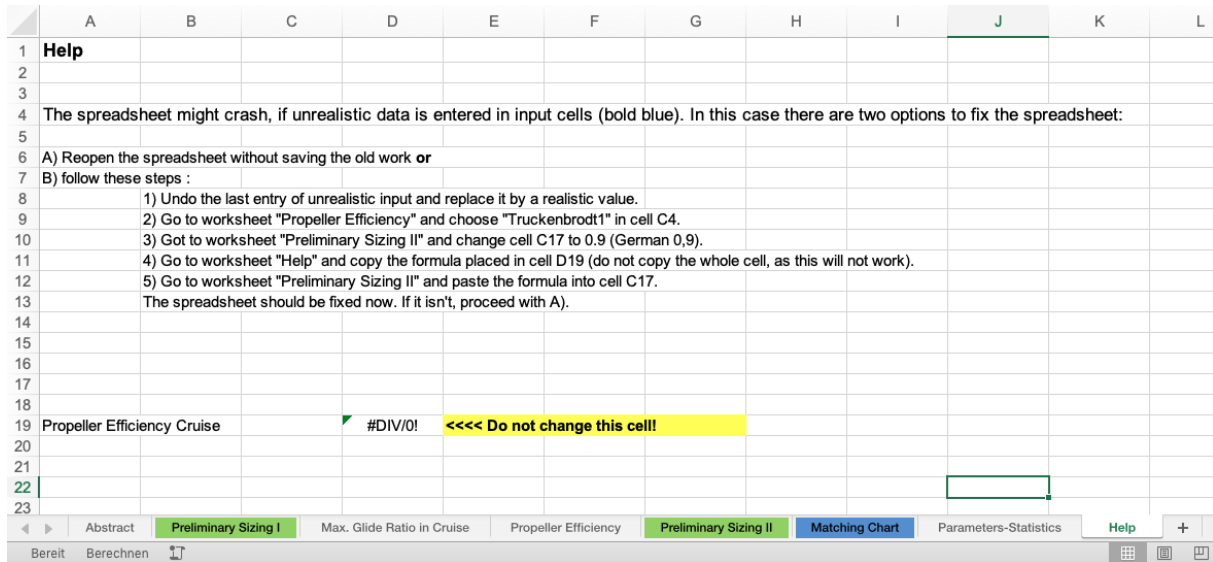 A B C D E F G H I J K L
1 Help
2
3
4 The spreadsheet might crash, if unrealistic data is entered in input cells (bold blue). In this case there are two options to fix the spreadsheet:
5
6 A) Reopen the spreadsheet without saving the old work or
7 B) follow these steps :
8 1) Undo the last entry of unrealistic input and replace it by a realistic value.
9 2) Go to worksheet "Propeller Efficiency" and choose "Truckenbrodt1" in cell C4.
10 3) Got to worksheet "Preliminary Sizing II" and change cell C17 to 0.9 (German 0,9).
11 4) Go to worksheet "Help" and copy the formula placed in cell D19 (do not copy the whole cell, as this will not work).
12 5) Go to worksheet "Preliminary Sizing II" and paste the formula into cell C17.
13 The spreadsheet should be fixed now. If it isn't, proceed with A).
14
15
16
17
18
19 Propeller Efficiency Cruise #DIV/0! <<<< Do not change this cell!
20
21
22
23
Abstract Preliminary Sizing I Max. Glide Ratio in Cruise Propeller Efficiency Preliminary Sizing II Matching Chart Parameters-Statistics Help +
Bereit Berechnen